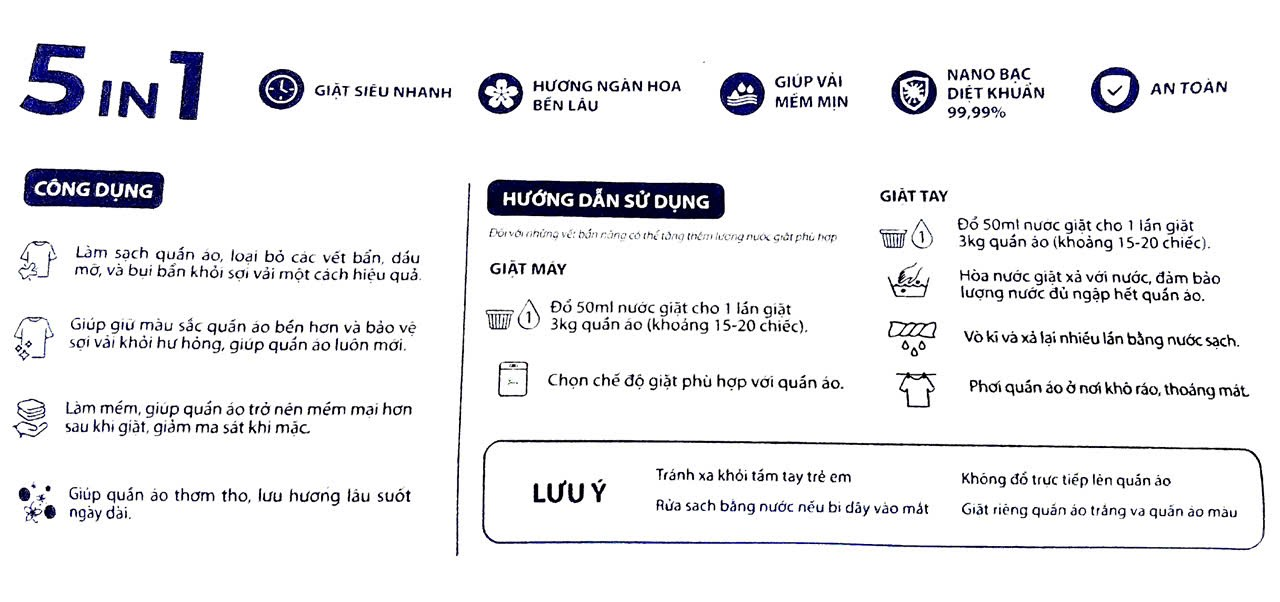 5 IN 1
GIẶT SIÊU NHANH
HƯƠNG NGÀN HOA
BỀN LÂU
GIÚP VẢI
MỀM MỊN
NANO BẠC
DIỆT KHUẨN
99,99%
AN TOÀN
CÔNG DỤNG
Làm sạch quần áo, loại bỏ các vết bẩn, dầu
mỡ, và bụi bẩn khỏi sợi vải một cách hiệu quả.
Giúp giữ màu sắc quần áo bền hơn và bảo vệ
sợi vải khỏi hư hỏng, giúp quần áo luôn mới.
Làm mềm, giúp quần áo trở nên mềm mại hơn
sau khi giặt, giảm ma sát khi mặc.
Giúp quần áo thơm tho, lưu hương lâu suốt
ngày dài.
HƯỚNG DẪN SỬ DỤNG
Đối với những vết bẩn nặng có thể tăng thêm lượng nước giặt phù hợp
GIẶT MÁY
1
Đổ 50ml nước giặt cho 1 lần giặt
3kg quần áo (khoảng 15-20 chiếc).
Chọn chế độ giặt phù hợp với quần áo.
GIẶT TAY
1
Đổ 50ml nước giặt cho 1 lần giặt
3kg quần áo (khoảng 15-20 chiếc).
Hòa nước giặt xả với nước, đảm bảo
lượng nước đủ ngập hết quần áo.
Vò kĩ và xả lại nhiều lần bằng nước sạch.
Phơi quần áo ở nơi khô ráo, thoáng mát.
LƯU Ý
Tránh xa khỏi tầm tay trẻ em
Rửa sạch bằng nước nếu bị dây vào mắt
Không đổ trực tiếp lên quần áo
Giặt riêng quần áo trắng và quần áo màu